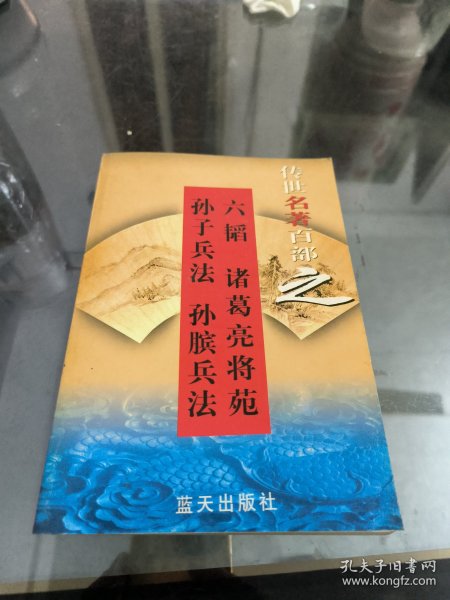 传世名著百部之
六韬 诸葛亮将苑
孙子兵法 孙膑兵法
蓝天出版社
孔夫子旧书网
www.kongfz.com